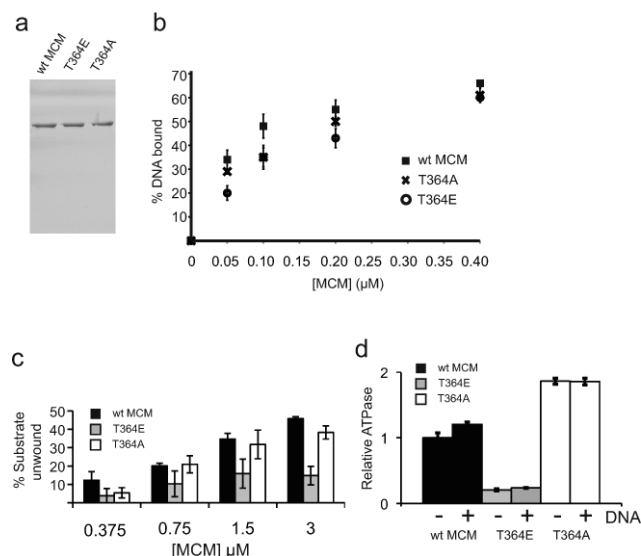 a
wt MCM
T364E
T364A
b
70
60
50
40
30
20
10
% DNA bound
0
0.05
0.10
0.20
0.15
0.20
0.25
0.30
0.35
0.40
[MCM] (µM)
wt MCM
T364A
T364E
c
% Substrate
unwound
50
40
30
20
10
wt MCM
T364E
T364A
0.375
0.75
1.5
3
[MCM] µM
d
Relative ATPase
2
1
0
wt MCM
T364E
T364A
- + - + - + DNA
wt MCM T364E T364A